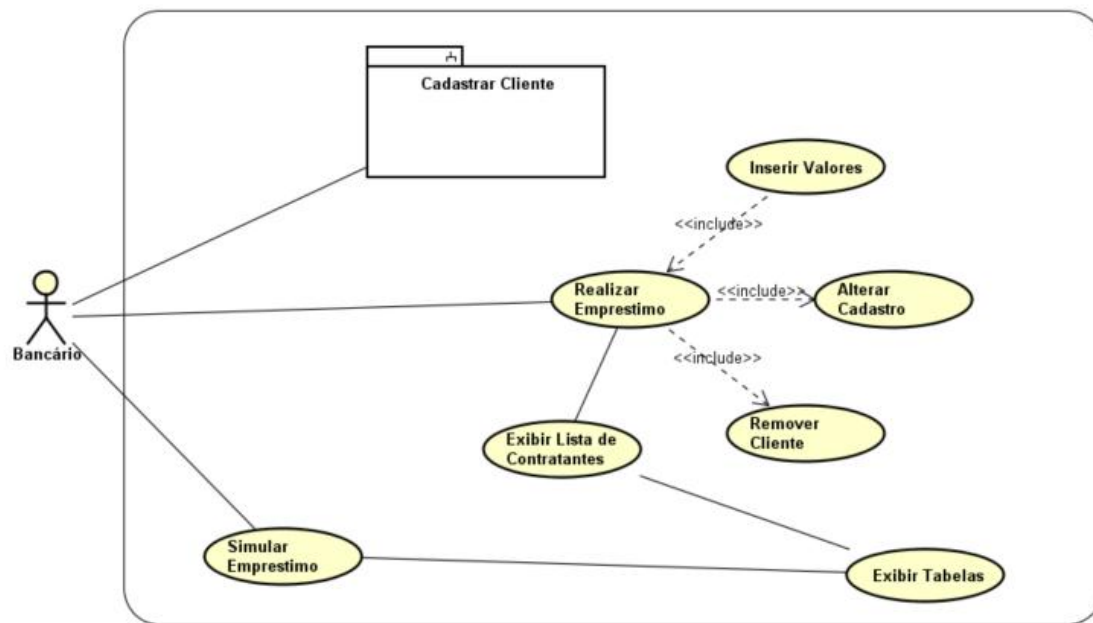 Cadastrar Cliente
Inserir Valores
<<include>>
Realizar
Emprestimo
<<include>>
Alterar
Cadastro
Bancário
<<include>>
Remover
Cliente
Exibir Lista de
Contratantes
Simular
Emprestimo
Exibir Tabelas